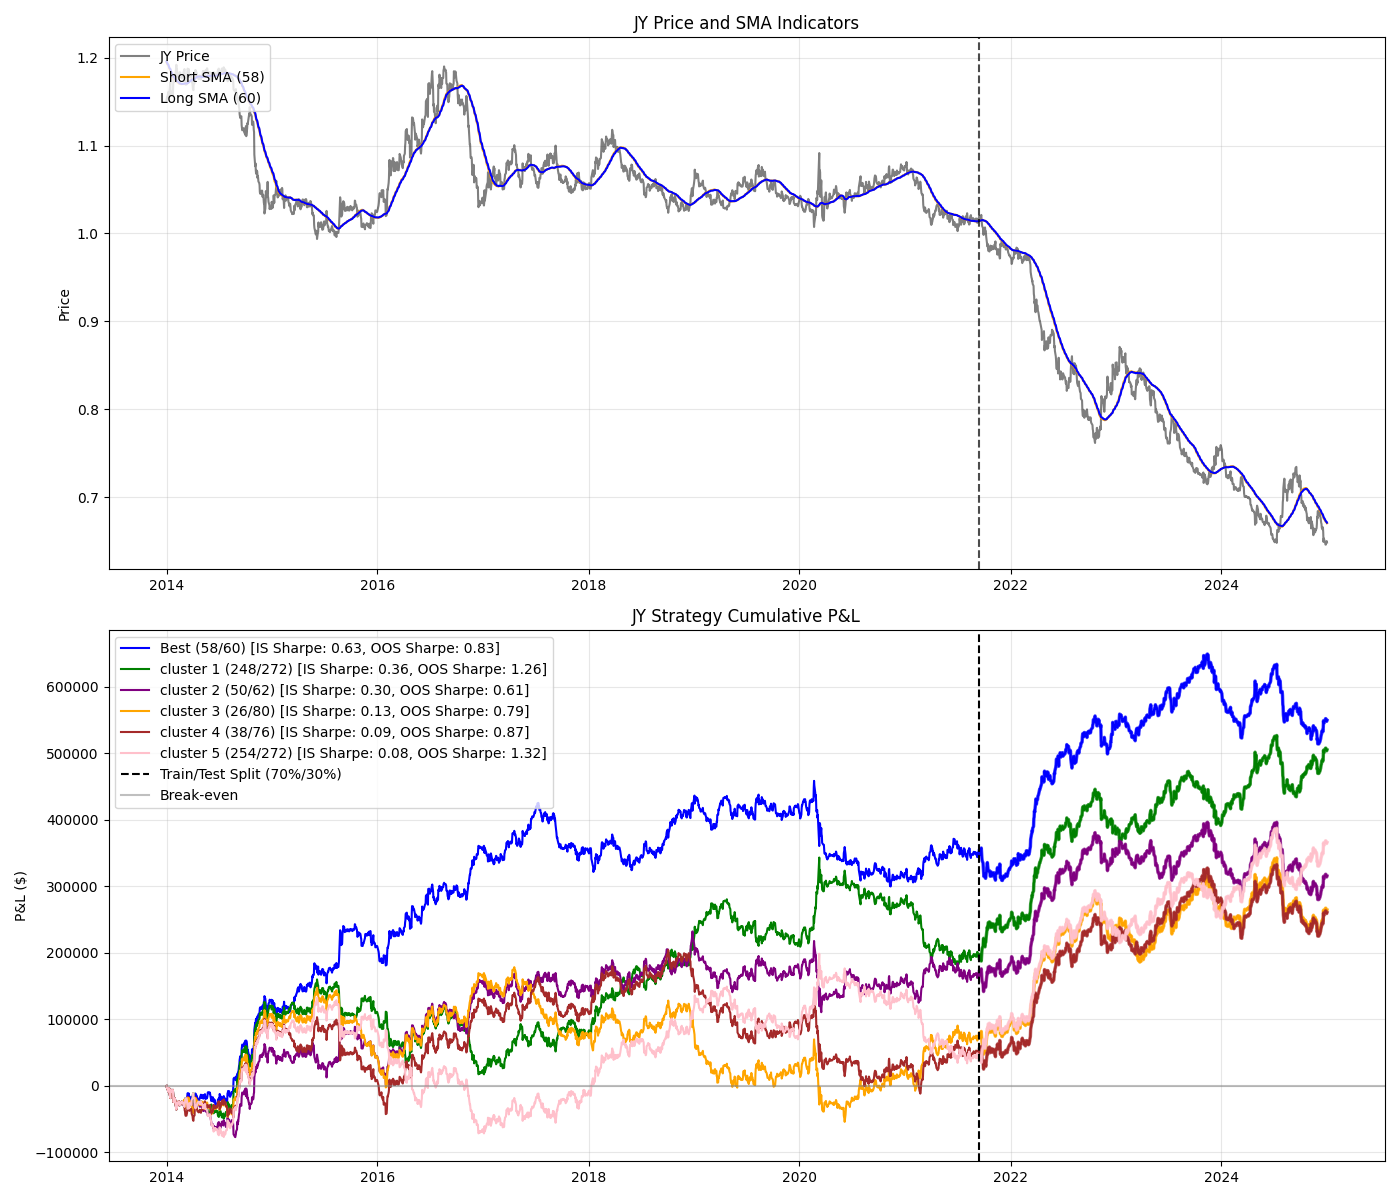 JY Price and SMA Indicators
JY Price
Short SMA (58)
Long SMA (60)
Price
1.2
1.1
1.0
0.9
0.8
0.7
2014 2016 2018 2020 2022 2024
JY Strategy Cumulative P&L
Best (58/60) [IS Sharpe: 0.63, OOS Sharpe: 0.83]
cluster 1 (248/272) [IS Sharpe: 0.36, OOS Sharpe: 1.26]
cluster 2 (50/62) [IS Sharpe: 0.30, OOS Sharpe: 0.61]
cluster 3 (26/80) [IS Sharpe: 0.13, OOS Sharpe: 0.79]
cluster 4 (38/76) [IS Sharpe: 0.09, OOS Sharpe: 0.87]
cluster 5 (254/272) [IS Sharpe: 0.08, OOS Sharpe: 1.32]
Train/Test Split (70%/30%)
Break-even
P&L ($)
600000
500000
400000
300000
200000
100000
0
−100000
2014 2016 2018 2020 2022 2024